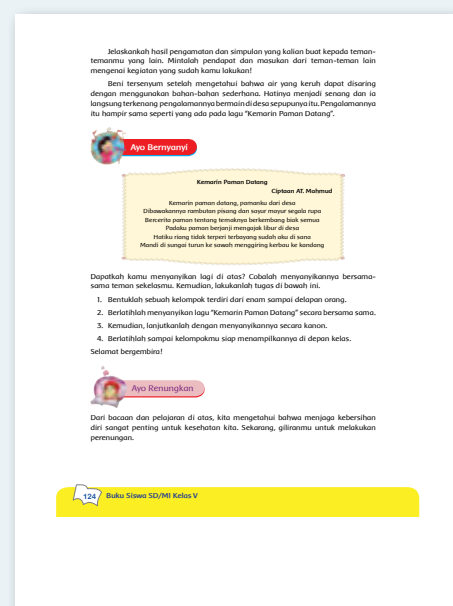 Jelaskankah hasil pengamatan dan simpulan yang kalian buat kepada teman-
temanmu yang lain. Mintalah pendapat dan masukan dari teman-teman lain
mengenai kegiatan yang sudah kamu lakukan!
Beni tersenyum setelah mengetahui bahwa air yang keruh dapat disaring
dengan menggunakan bahan-bahan sederhana. Hatinya menjadi senang dan ia
langsung terkenang pengalamannya bermain di desa sepupunya itu. Pengalamannya
itu hampir sama seperti yang ada pada lagu “Kemarin Paman Datang”.
Ayo Bernyanyi
Kemarin Paman Datang
Ciptaan AT. Mahmud
Kemarin paman datang, pamanku dari desa
Dibawakannya rambutan pisang dan sayur mayur segala rupa
Bercerita paman tentang ternaknya berkembang biak semua
Padaku paman berjanji mengajak libur di desa
Hatiku riang tidak terperi terbayang sudah aku di sana
Mandi di sungai turun ke sawah menggiring kerbau ke kandang
Dapatkah kamu menyanyikan lagi di atas? Cobalah menyanyikannya bersama-
sama teman sekelasmu. Kemudian, lakukanlah tugas di bawah ini.
1. Bentuklah sebuah kelompok terdiri dari enam sampai delapan orang.
2. Berlatihlah menyanyikan lagu “Kemarin Paman Datang” secara bersama sama.
3. Kemudian, lanjutkanlah dengan menyanyikannya secara kanon.
4. Berlatihlah sampai kelompokmu siap menampilkannya di depan kelas.
Selamat bergembira!
Ayo Renungkan
Dari bacaan dan pelajaran di atas, kita mengetahui bahwa menjaga kebersihan
diri sangat penting untuk kesehatan kita. Sekarang, giliranmu untuk melakukan
perenungan.
124 Buku Siswa SD/MI Kelas V